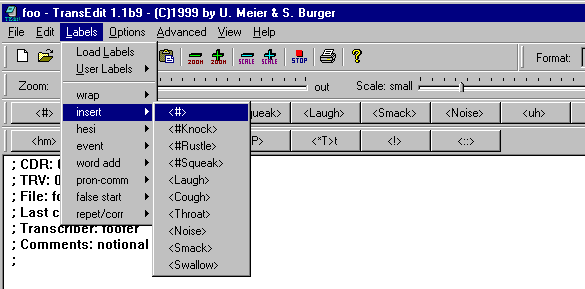 foo - TransEdit 1.1b9 - (C)1999 by U. Meier & S. Burger
File Edit Labels Options Advanced View Help
ZOOM ZOOM SCALE SCALE STOP Format:
Zoom: out Scale: small
<#> queak> <Laugh> <Smack> <Noise> <uh>
<hm> P> <*T>t <!> <::>
Load Labels
User Labels
wrap
insert
hesi
event
word add
pron-comm
false start
repet/corr
<#>
<#Knock>
<#Rustle>
<#Squeak>
<Laugh>
<Cough>
<Throat>
<Noise>
<Smack>
<Swallow>
; CDR:
; TRV: 0
; File: fo
; Last c
; Transcriber: foofer
; Comments: notional
;